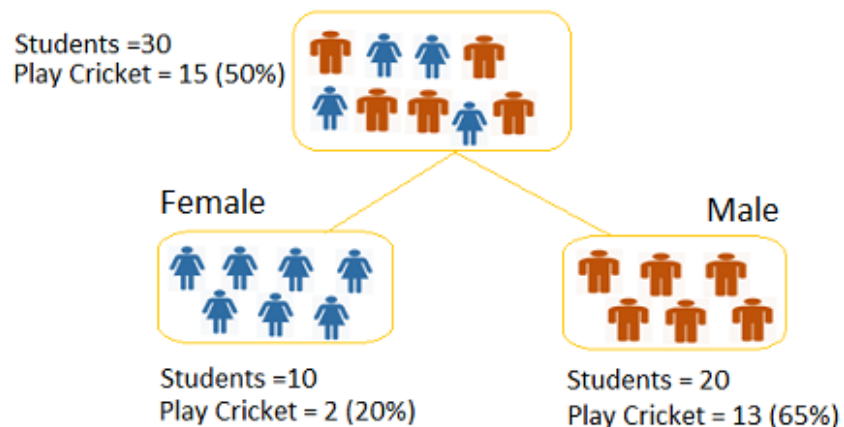 Students =30
Play Cricket = 15 (50%)
Female
Male
Students =10
Play Cricket = 2 (20%)
Students = 20
Play Cricket = 13 (65%)